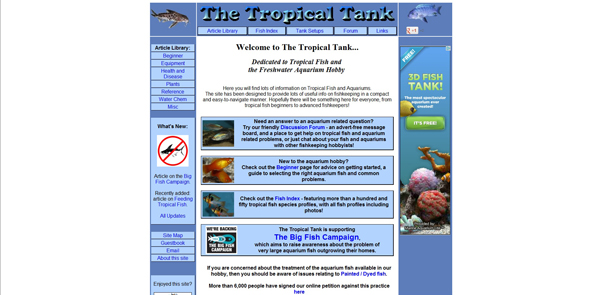 The Tropical Tank
Article Library
Fish Index
Tank Setups
Forum
Links
+1
Article Library:
Beginner
Equipment
Health and
Disease
Plants
Reference
Water Chem
Misc
What's New:
Article on the Big
Fish Campaign.
Recently added:
article on Feeding
Tropical Fish.
All Updates
Site Map
Guestbook
Email
About this site
Enjoyed this site?
Welcome to The Tropical Tank...
Dedicated to Tropical Fish and
the Freshwater Aquarium Hobby
Here you will find lots of information on Tropical Fish and Aquariums.
The site has been designed to provide lots of useful info on fishkeeping in a compact
and easy-to-navigate manner. Hopefully there will be something here for everyone, from
tropical fish beginners to advanced fishkeepers!
Need an answer to an aquarium related question?
Try our friendly Discussion Forum - an advert-free message
board, and a place to get help on tropical fish and aquarium
related problems, or just chat about your fish and aquariums
with other fishkeeping hobbyists!
New to the aquarium hobby?
Check out the Beginner page for advice on getting started, a
guide to selecting the right aquarium fish and common
problems.
Check out the Fish Index - featuring more than a hundred and
fifty tropical fish species profiles, with all fish profiles including
photos!
WE'RE BACKING
THE BIG FISH
CAMPAIGN
The Tropical Tank is supporting
The Big Fish Campaign,
which aims to raise awareness about the problem of
very large aquarium fish outgrowing their homes.
If you are concerned about the treatment of the aquarium fish available in our
hobby, then you should be aware of issues relating to Painted / Dyed fish.
More than 6,000 people have signed our online petition against this practice
here
FREE!
3D FISH
TANK!
The most spectacular
aquarium ever
created!
IT'S FREE!